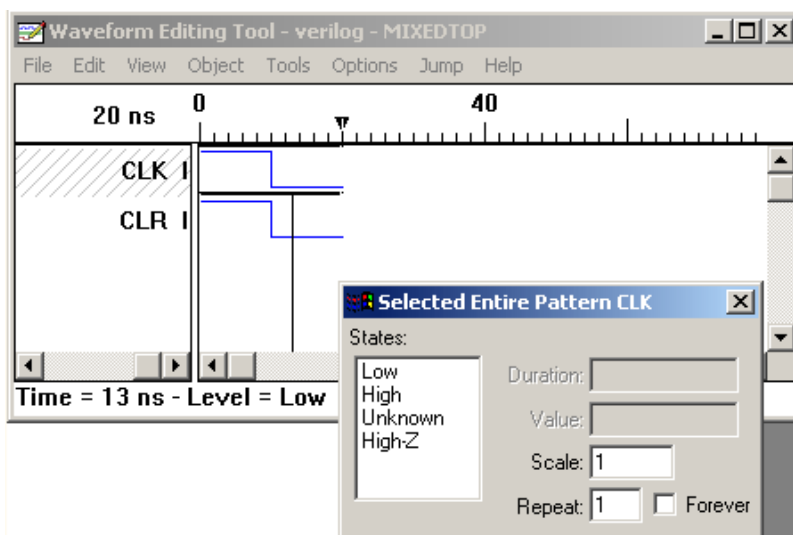 Waveform Editing Tool - verilog - MIXEDTOP
File Edit View Object Tools Options Jump Help
20 ns 0 40
CLK I
CLR I
Selected Entire Pattern CLK
States:
Low
High
Unknown
High-Z
Duration:
Value:
Scale: 1
Repeat: 1 Forever
Time = 13 ns - Level = Low